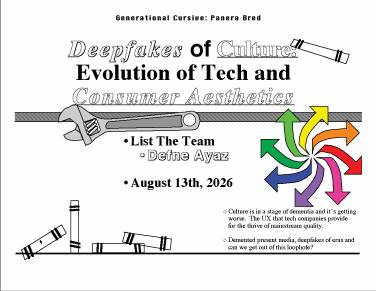 Generational Cursive: Panera Bred
Deepfakes of Culture:
Evolution of Tech and
Consumer Aesthetics
• List The Team
• Defne Ayaz
• August 13th, 2026
○ Culture is in a stage of dementia and it's getting
worse. The UX that tech companies provide
for the thrive of mainstream quality.
○ Demented present media, deepfakes of eras and
can we get out of this loophole?